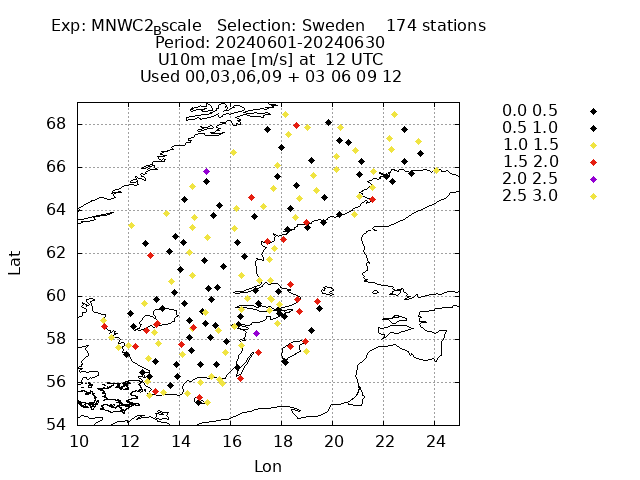 Exp: MNWC2_Bscale Selection: Sweden 174 stations
Period: 20240601-20240630
U10m mae [m/s] at 12 UTC
Used 00,03,06,09 + 03 06 09 12
0.0 0.5
0.5 1.0
1.0 1.5
1.5 2.0
2.0 2.5
2.5 3.0
68
66
64
62
60
58
56
54
Lat
10 12 14 16 18 20 22 24
Lon